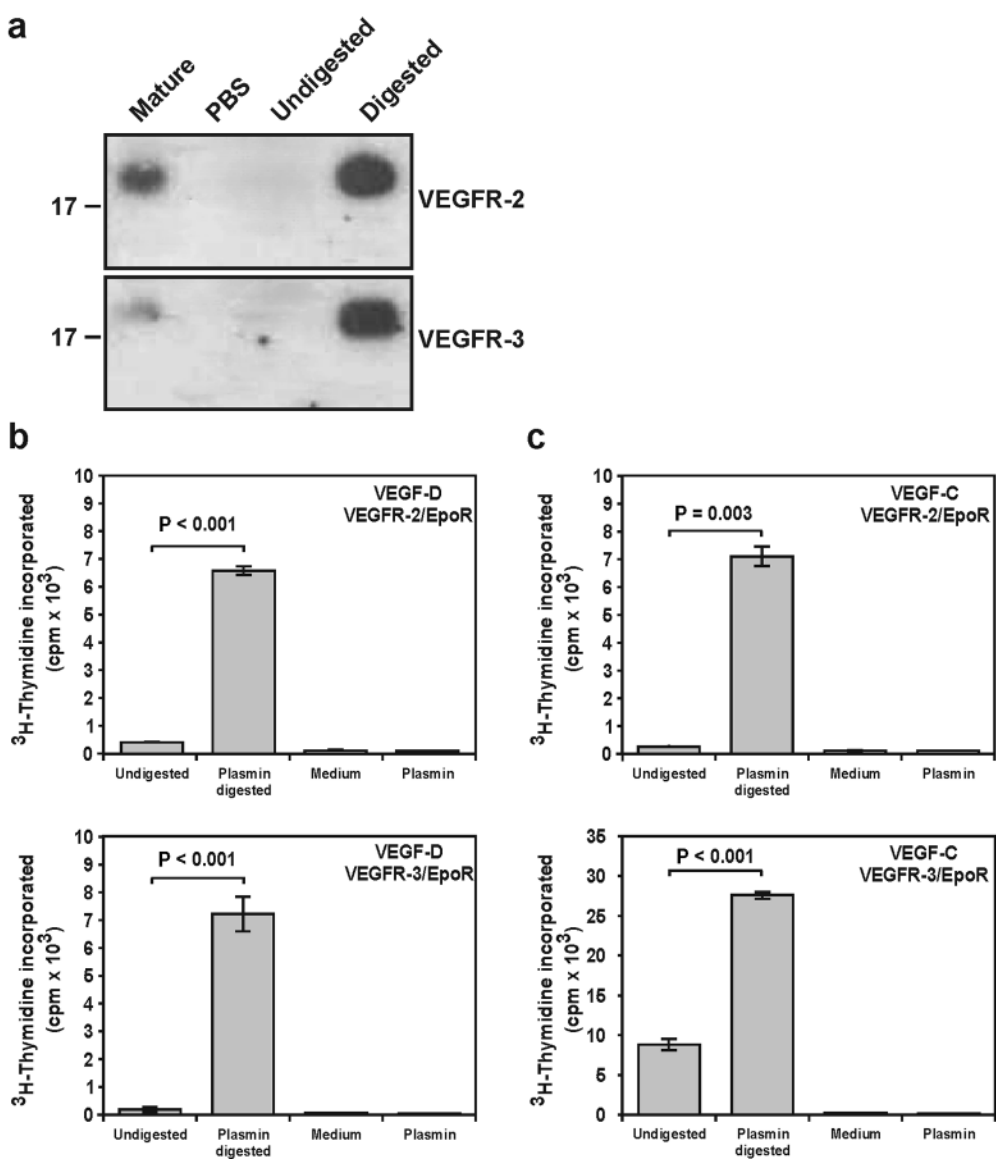 a
Mature PBS Undigested Digested
17 VEGFR-2
17 VEGFR-3
b
³H-Thymidine incorporated
(cpm x 10³)
10
9
8
7
6
5
4
3
2
1
0
VEGF-D
VEGFR-2/EpoR
P < 0.001
Undigested Plasmin digested Medium Plasmin
³H-Thymidine incorporated
(cpm x 10³)
10
9
8
7
6
5
4
3
2
1
0
VEGF-D
VEGFR-3/EpoR
P < 0.001
Undigested Plasmin digested Medium Plasmin
c
³H-Thymidine incorporated
(cpm x 10³)
10
9
8
7
6
5
4
3
2
1
0
VEGF-C
VEGFR-2/EpoR
P = 0.003
Undigested Plasmin digested Medium Plasmin
³H-Thymidine incorporated
(cpm x 10³)
35
30
25
20
15
10
5
0
VEGF-C
VEGFR-3/EpoR
P < 0.001
Undigested Plasmin digested Medium Plasmin